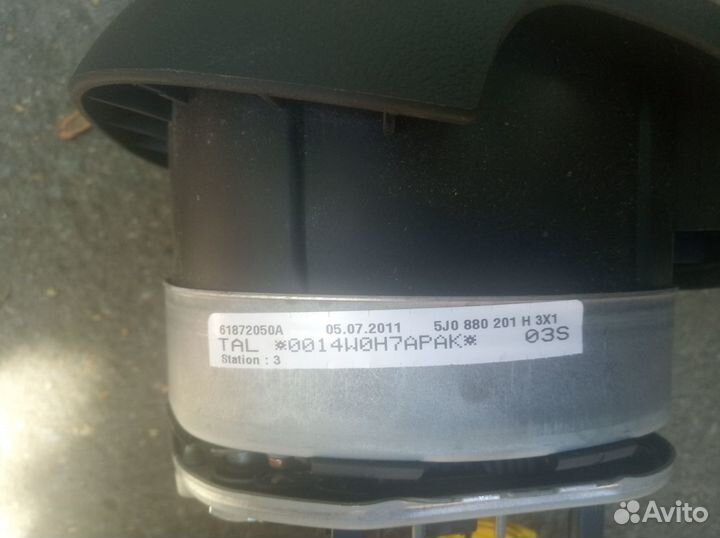 61872050A 05.07.2011 5J0 880 201 H 3X1
TAL *0014W0H7APAK* 03S
Station : 3
Avito